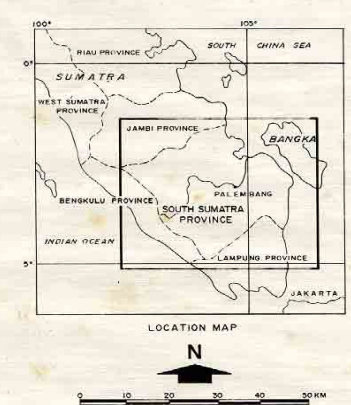 100° 105°
RIAU PROVINCE SOUTH CHINA SEA
0°
SUMATRA
WEST SUMATRA
PROVINCE
JAMBI PROVINCE
BANGKA
PALEMBANG
BENGKULU PROVINCE
SOUTH SUMATRA
PROVINCE
INDIAN OCEAN
LAMPUNG PROVINCE
5°
JAKARTA
LOCATION MAP
N
0 10 20 30 40 50 KM